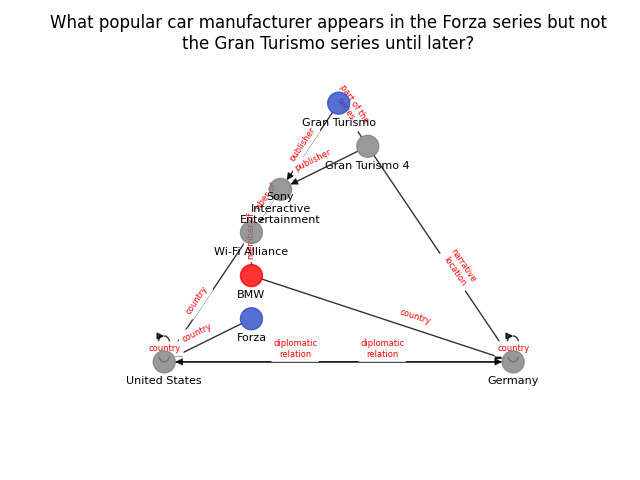 What popular car manufacturer appears in the Forza series but not
the Gran Turismo series until later?
part of the
series
Gran Turismo
publisher
publisher
Gran Turismo 4
Sony
Interactive
Entertainment
member of
member of
Wi-Fi Alliance
narrative
location
BMW
country
country
Forza
country
country
diplomatic
relation
diplomatic
relation
country
United States
Germany